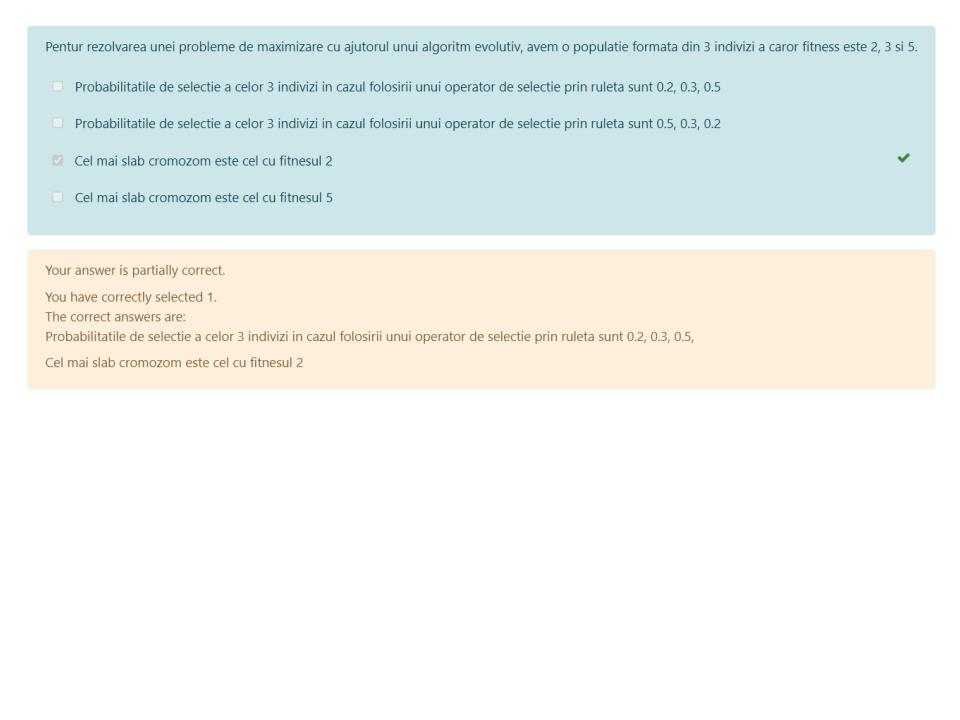 Pentur rezolvarea unei probleme de maximizare cu ajutorul unui algoritm evolutiv, avem o populatie formata din 3 indivizi a caror fitness este 2, 3 si 5.
Probabilitatile de selectie a celor 3 indivizi in cazul folosirii unui operator de selectie prin ruleta sunt 0.2, 0.3, 0.5
Probabilitatile de selectie a celor 3 indivizi in cazul folosirii unui operator de selectie prin ruleta sunt 0.5, 0.3, 0.2
Cel mai slab cromozom este cel cu fitnesul 2
Cel mai slab cromozom este cel cu fitnesul 5
Your answer is partially correct.
You have correctly selected 1.
The correct answers are:
Probabilitatile de selectie a celor 3 indivizi in cazul folosirii unui operator de selectie prin ruleta sunt 0.2, 0.3, 0.5,
Cel mai slab cromozom este cel cu fitnesul 2